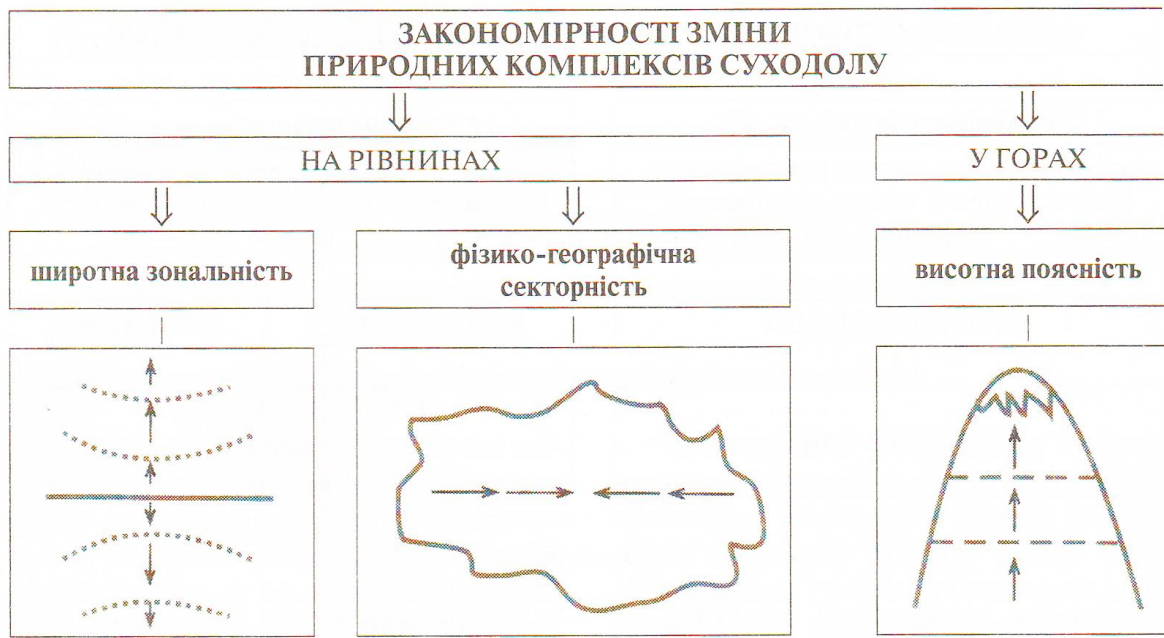 ЗАКОНОМІРНОСТІ ЗМІНИ
ПРИРОДНИХ КОМПЛЕКСІВ СУХОДОЛУ
НА РІВНИНАХ
У ГОРАХ
широтна зональність
фізико-географічна
секторність
висотна поясність